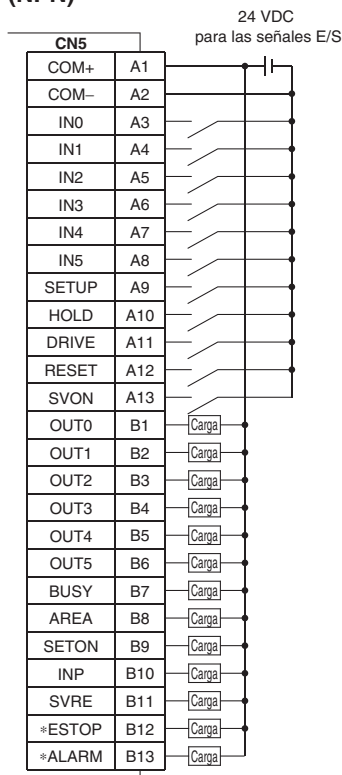 (NPN)
24 VDC
para las señales E/S
CN5
COM+ A1
COM− A2
IN0 A3
IN1 A4
IN2 A5
IN3 A6
IN4 A7
IN5 A8
SETUP A9
HOLD A10
DRIVE A11
RESET A12
SVON A13
OUT0 B1 Carga
OUT1 B2 Carga
OUT2 B3 Carga
OUT3 B4 Carga
OUT4 B5 Carga
OUT5 B6 Carga
BUSY B7 Carga
AREA B8 Carga
SETON B9 Carga
INP B10 Carga
SVRE B11 Carga
∗ESTOP B12 Carga
∗ALARM B13 Carga